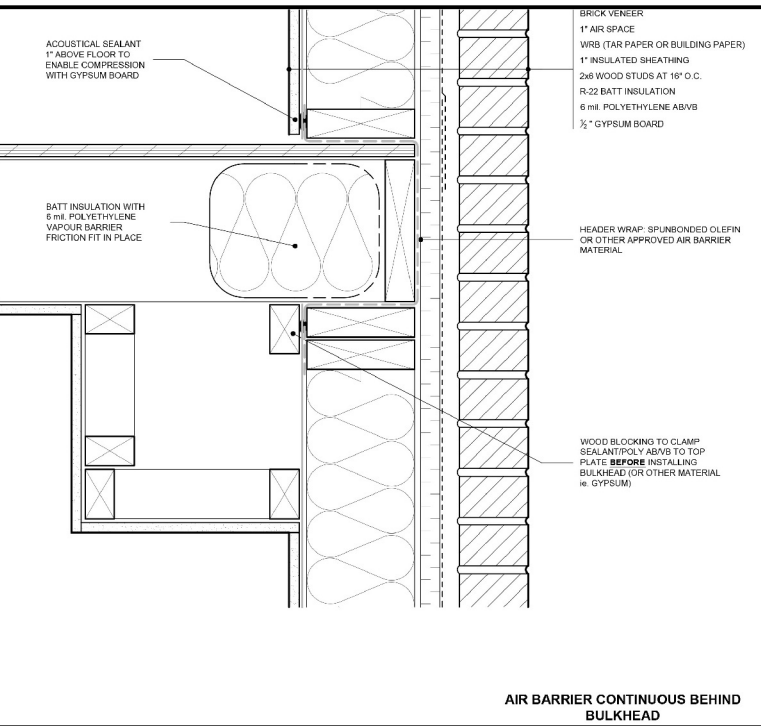 ACOUSTICAL SEALANT
1" ABOVE FLOOR TO
ENABLE COMPRESSION
WITH GYPSUM BOARD
BRICK VENEER
1" AIR SPACE
WRB (TAR PAPER OR BUILDING PAPER)
1" INSULATED SHEATHING
2x6 WOOD STUDS AT 16" O.C.
R-22 BATT INSULATION
6 mil. POLYETHYLENE AB/VB
½" GYPSUM BOARD
BATT INSULATION WITH
6 mil. POLYETHYLENE
VAPOUR BARRIER
FRICTION FIT IN PLACE
HEADER WRAP: SPUNBONDED OLEFIN
OR OTHER APPROVED AIR BARRIER
MATERIAL
WOOD BLOCKING TO CLAMP
SEALANT/POLY AB/VB TO TOP
PLATE BEFORE INSTALLING
BULKHEAD (OR OTHER MATERIAL
ie. GYPSUM)
AIR BARRIER CONTINUOUS BEHIND
BULKHEAD